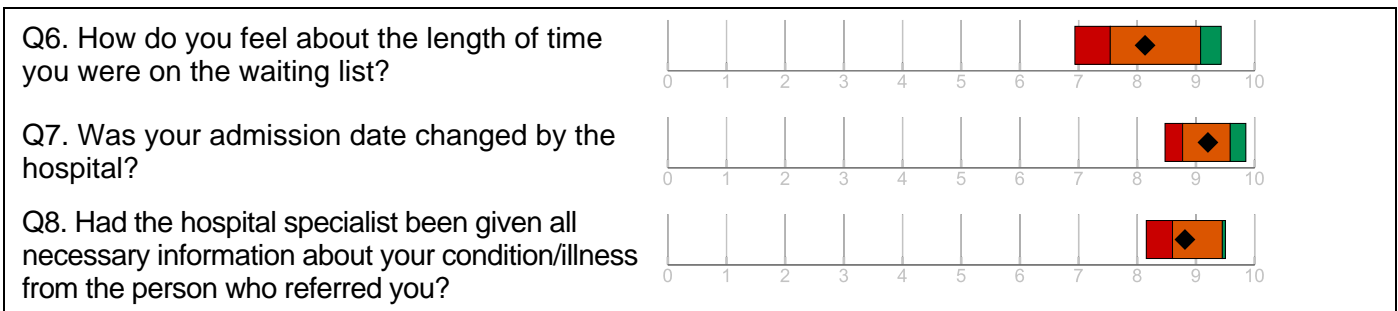 Q6. How do you feel about the length of time
you were on the waiting list?
0 1 2 3 4 5 6 7 8 9 10
Q7. Was your admission date changed by the
hospital?
0 1 2 3 4 5 6 7 8 9 10
Q8. Had the hospital specialist been given all
necessary information about your condition/illness
from the person who referred you?
0 1 2 3 4 5 6 7 8 9 10